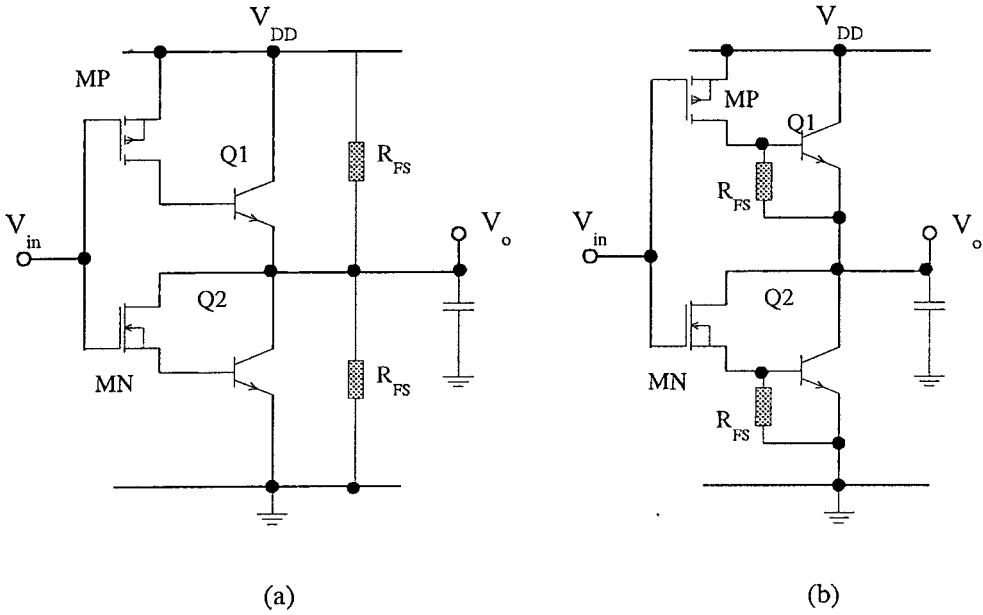 V_DD
MP
Q1
R_FS
V_in
V_o
Q2
MN
R_FS
(a)
V_DD
MP
Q1
R_FS
V_in
V_o
Q2
MN
R_FS
(b)